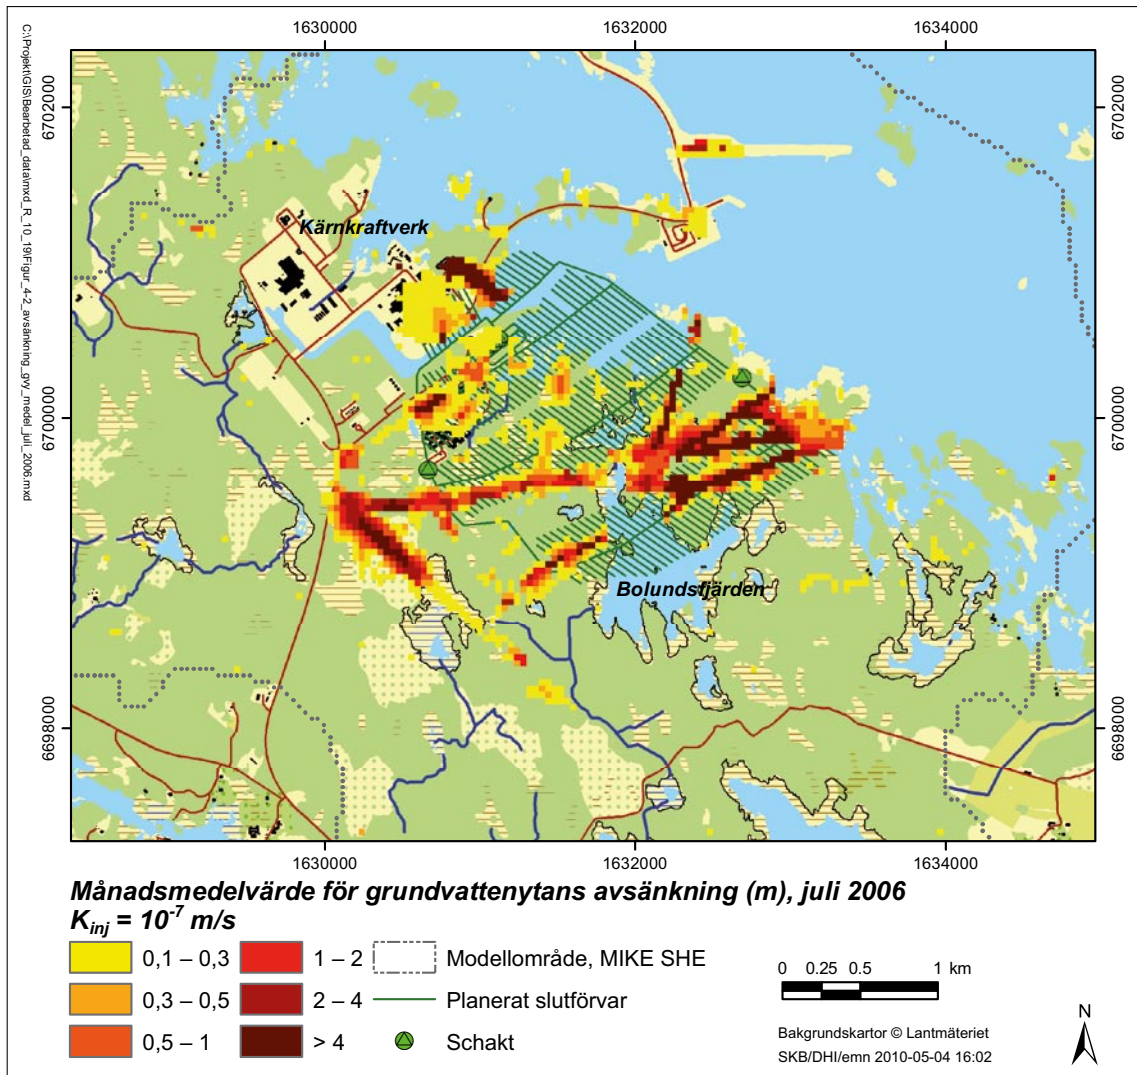 1630000 1632000 1634000
C:\Projekt\GIS\Bearbetad_data\mxd_R_10_19\Figur_4-2_avsänkning_gvy_medel_juli_2006.mxd
6702000 6702000
Kärnkraftverk
6700000 6700000
Bolundsfjärden
6698000 6698000
1630000 1632000 1634000
Månadsmedelvärde för grundvattenytans avsänkning (m), juli 2006
K_inj = 10^-7 m/s
0,1 – 0,3 1 – 2 Modellområde, MIKE SHE
0,3 – 0,5 2 – 4 Planerat slutförvar
0,5 – 1 > 4 Schakt
0 0.25 0.5 1 km
Bakgrundskartor © Lantmäteriet
SKB/DHI/emn 2010-05-04 16:02
N